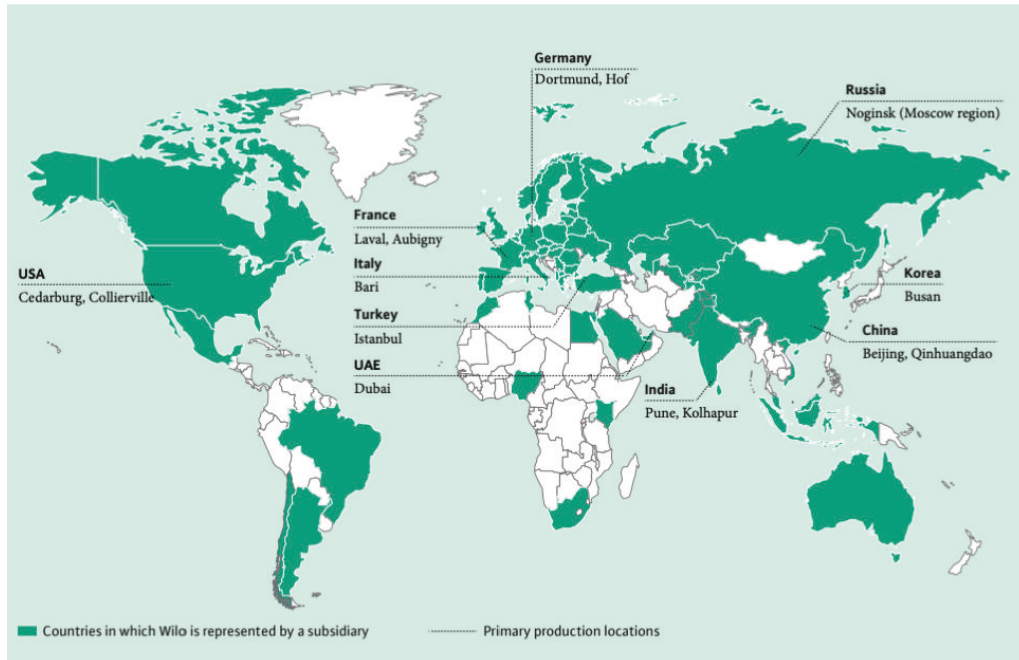 Germany
Dortmund, Hof
Russia
Noginsk (Moscow region)
France
Laval, Aubigny
USA
Cedarburg, Collierville
Italy
Bari
Korea
Busan
Turkey
Istanbul
China
Beijing, Qinhuangdao
UAE
Dubai
India
Pune, Kolhapur
Countries in which Wilo is represented by a subsidiary
Primary production locations